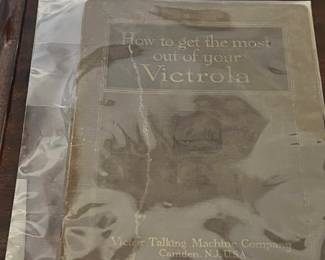 How to get the most
out of your
Victrola
Victor Talking Machine Company
Camden, N.J. U.S.A.